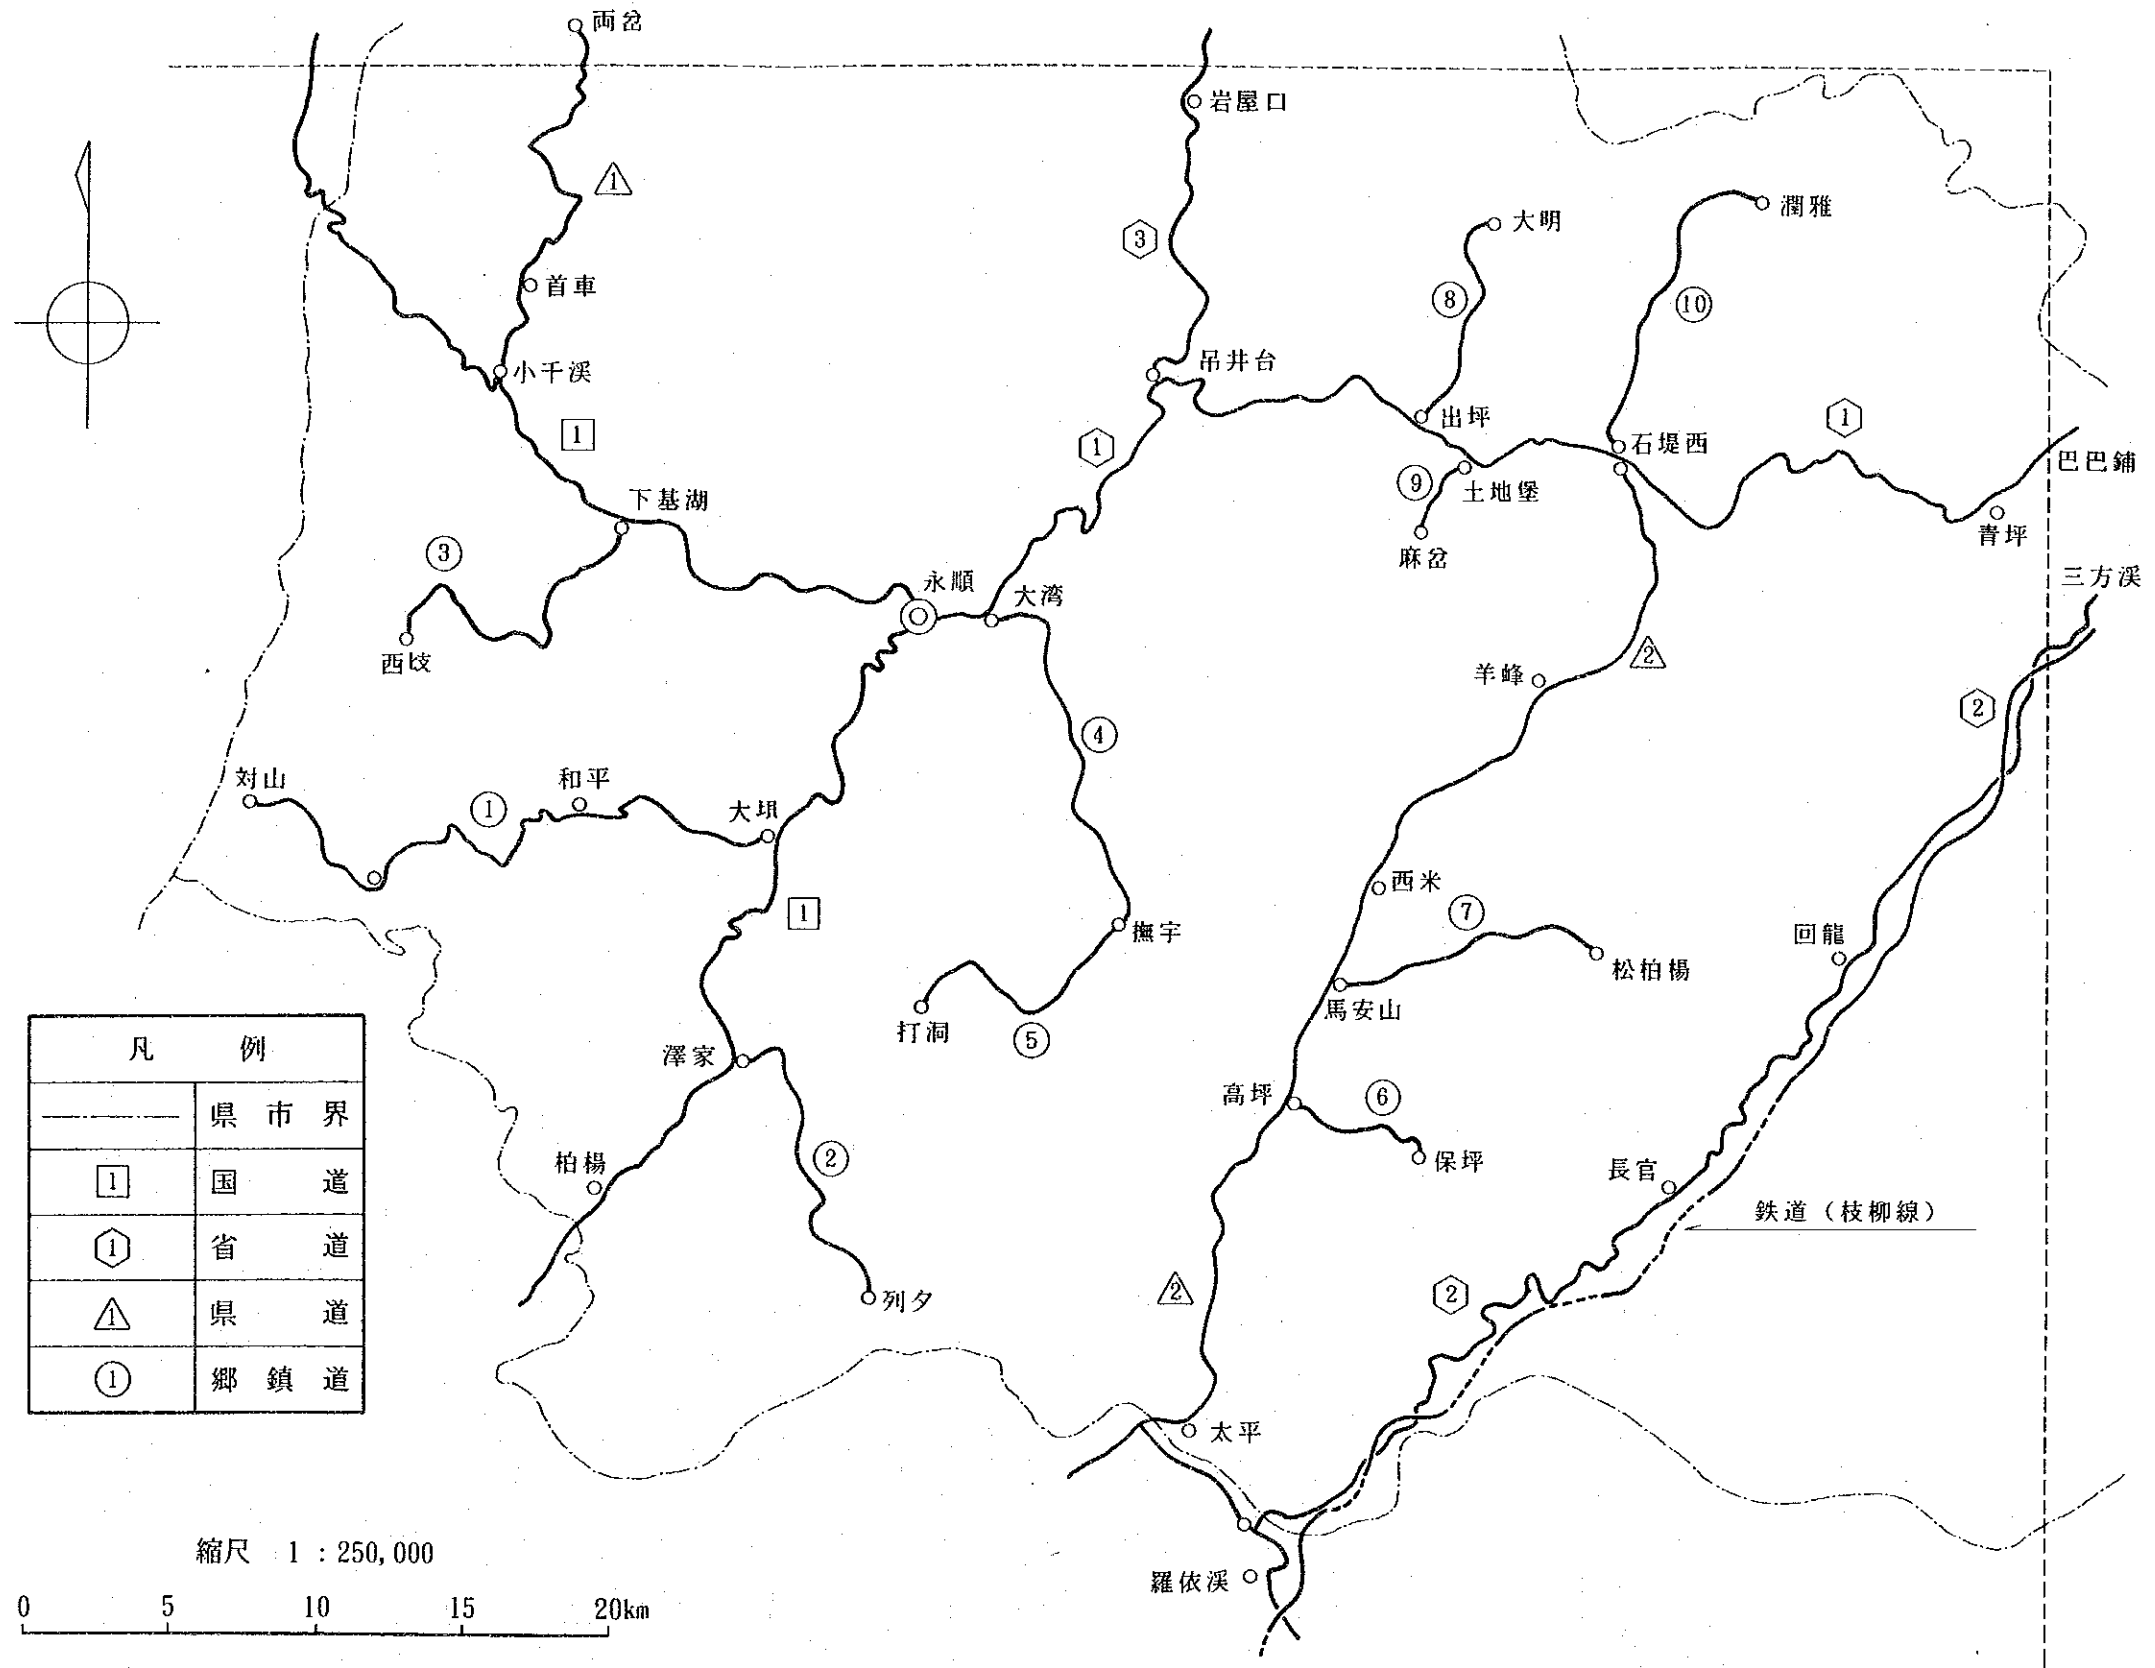 両岔
岩屋口
1
潤雅
大明
3
首車
8
10
吊井台
小千渓
出坪
1
1
1
石堤西
巴巴鋪
9
土地堡
下基湖
青坪
3
麻岔
三方渓
永順
大湾
西岐
羊峰
2
2
4
対山
和平
1
大垻
西米
1
7
撫字
回龍
松柏楊
馬安山
打洞
5
凡例
澤家
高坪
6
県市界
柏楊
2
保坪
長官
1
国道
鉄道（枝柳線）
1
省道
2
2
列夕
1
県道
1
郷鎮道
太平
縮尺 1 : 250,000
羅依渓
0 5 10 15 20km